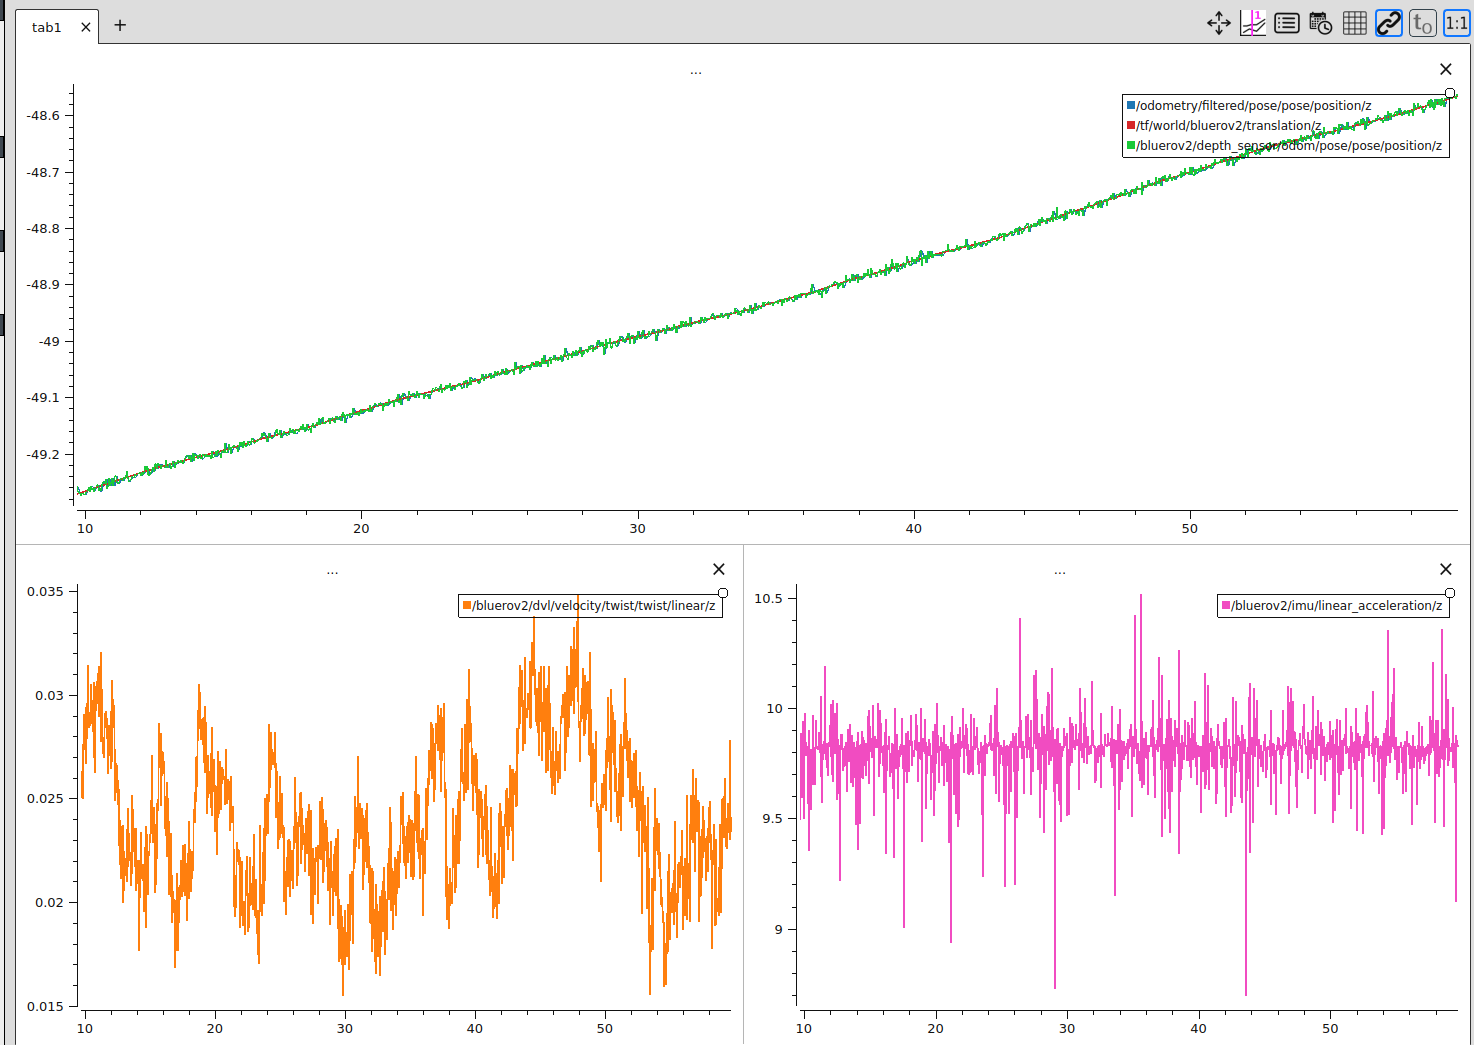 tab1
1
t0
1:1
...
/odometry/filtered/pose/pose/position/z
/tf/world/bluerov2/translation/z
/bluerov2/depth_sensor/odom/pose/pose/position/z
-48.6
-48.7
-48.8
-48.9
-49
-49.1
-49.2
10 20 30 40 50
...
/bluerov2/dvl/velocity/twist/twist/linear/z
0.035
0.03
0.025
0.02
0.015
10 20 30 40 50
...
/bluerov2/imu/linear_acceleration/z
10.5
10
9.5
9
10 20 30 40 50